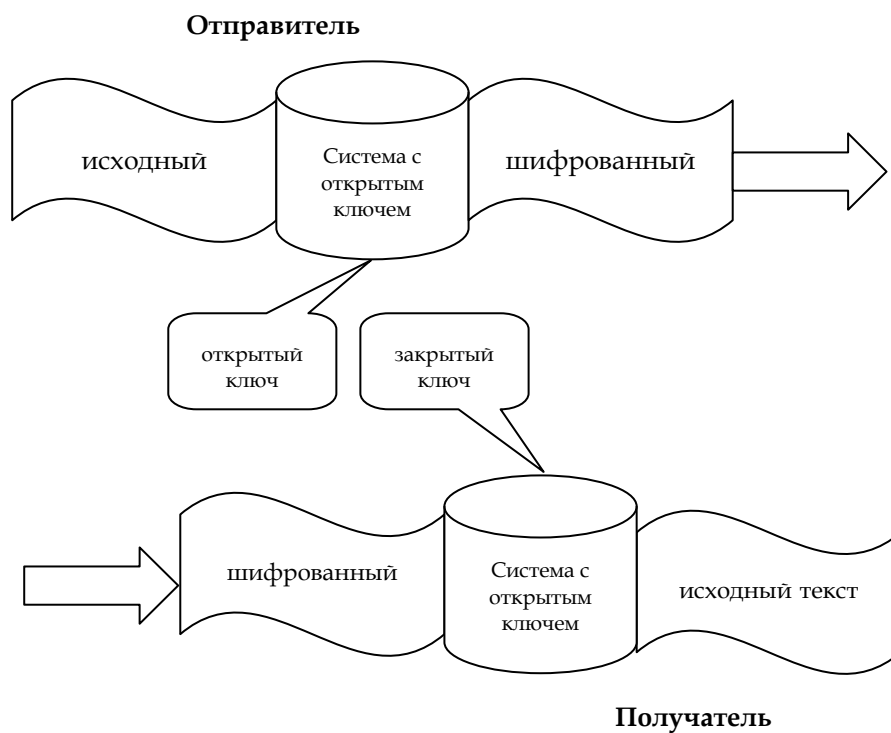 Отправитель
исходный
Система с
открытым
ключем
шифрованный
открытый
ключ
закрытый
ключ
шифрованный
Система с
открытым
ключем
исходный текст
Получатель